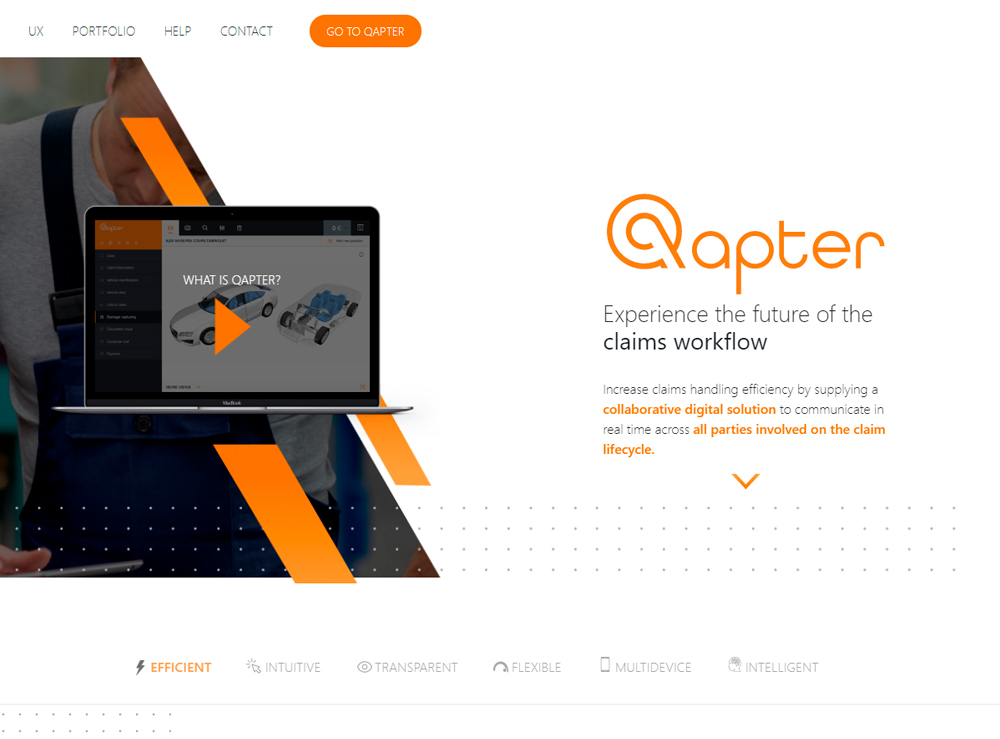 UX
PORTFOLIO
HELP
CONTACT
GO TO QAPTER
Qapter
WHAT IS QAPTER?
MacBook
Qapter
Experience the future of the
claims workflow
Increase claims handling efficiency by supplying a
collaborative digital solution to communicate in
real time across all parties involved on the claim
lifecycle.
EFFICIENT
INTUITIVE
TRANSPARENT
FLEXIBLE
MULTIDEVICE
INTELLIGENT